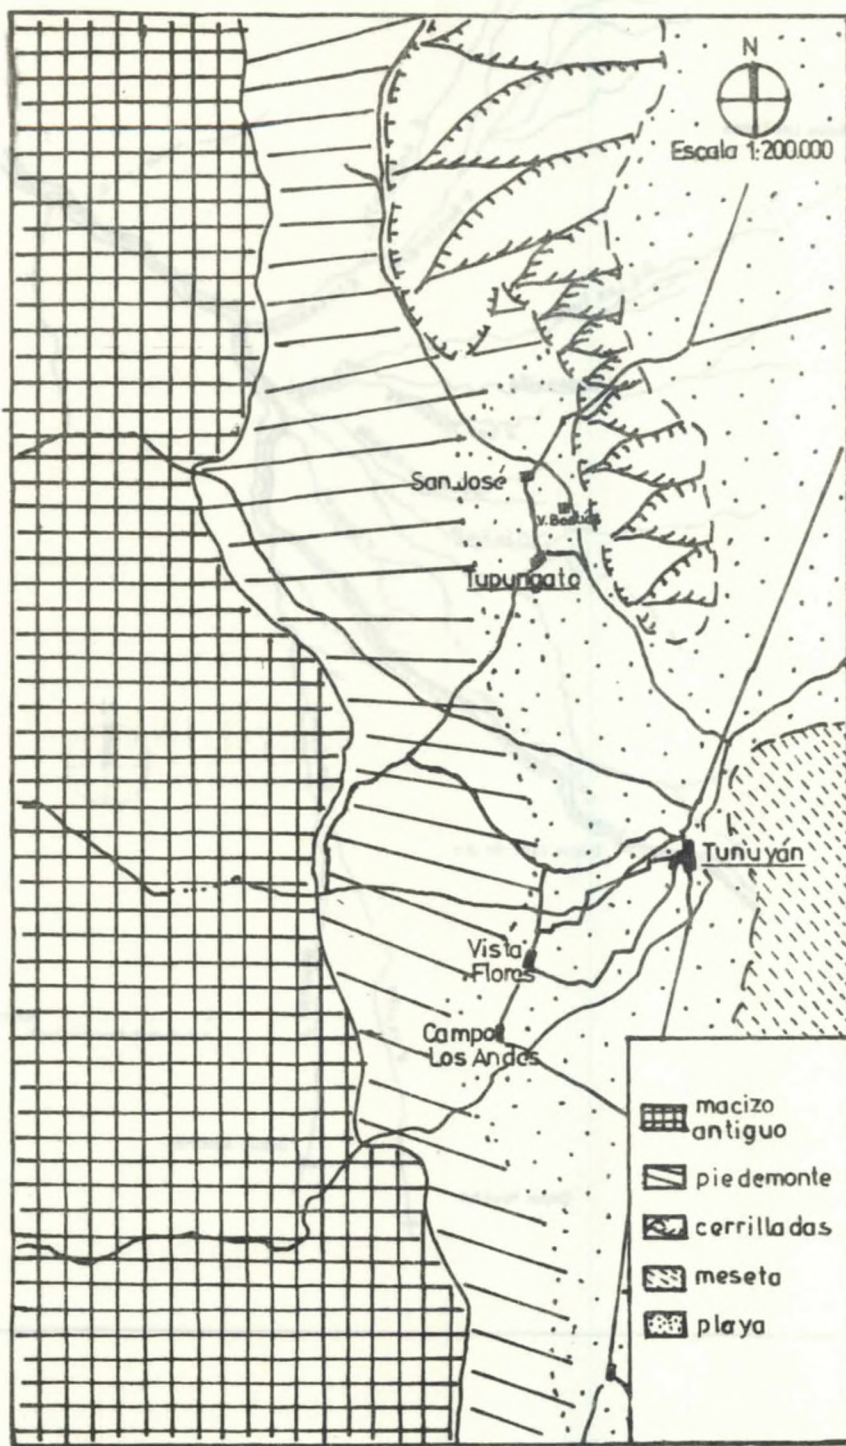 N
Escala 1:200.000
San José
Tupungato
Tunuyán
Vista
Flores
Campo
Los Andes
macizo
antiguo
piedemonte
cerrilladas
meseta
playa